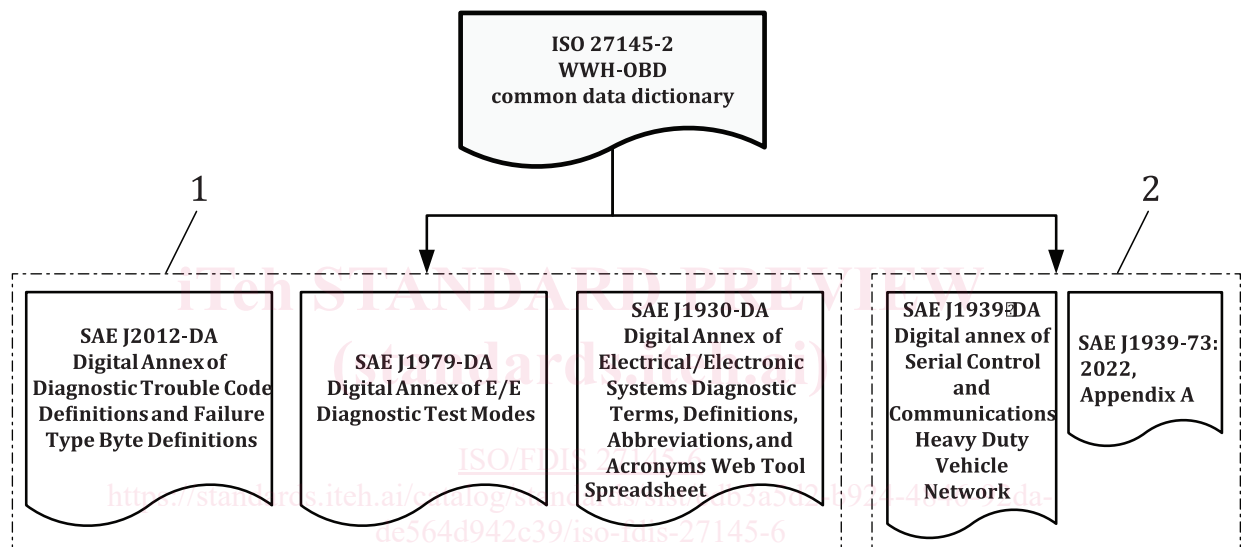 ISO 27145-2
WWH-OBD
common data dictionary
1
2
iTeh STANDARD PREVIEW
(standards.iteh.ai)
SAE J2012-DA
Digital Annex of
Diagnostic Trouble Code
Definitions and Failure
Type Byte Definitions
SAE J1979-DA
Digital Annex of E/E
Diagnostic Test Modes
SAE J1930-DA
Digital Annex of
Electrical/Electronic
Systems Diagnostic
Terms, Definitions,
Abbreviations, and
Acronyms Web Tool
Spreadsheet
SAE J1939-DA
Digital annex of
Serial Control
and
Communications
Heavy Duty
Vehicle
Network
SAE J1939-73:
2022,
Appendix A
ISO/FDIS 27145-6
de564d942c39/iso-fdis-27145-6